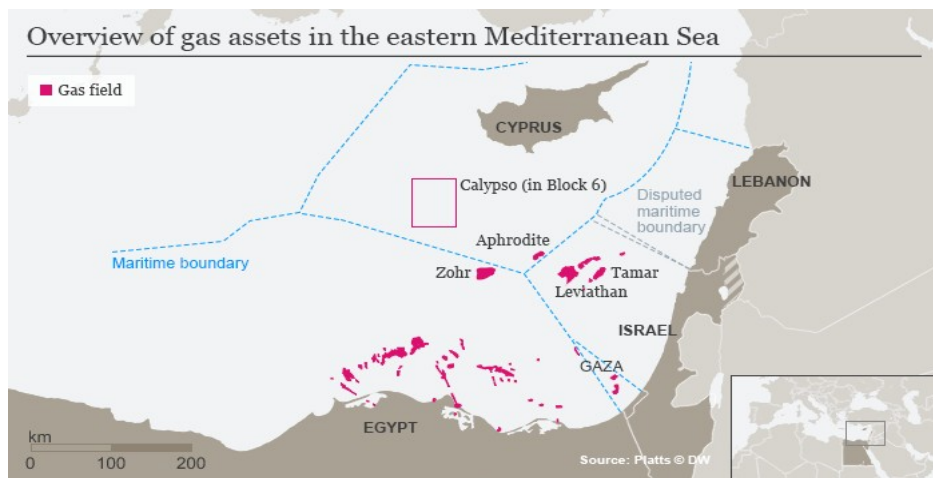 Overview of gas assets in the eastern Mediterranean Sea
Gas field
CYPRUS
Calypso (in Block 6)
LEBANON
Disputed
maritime
boundary
Aphrodite
Maritime boundary
Zohr
Tamar
Leviathan
ISRAEL
GAZA
EGYPT
km
0 100 200
Source: Platts © DW